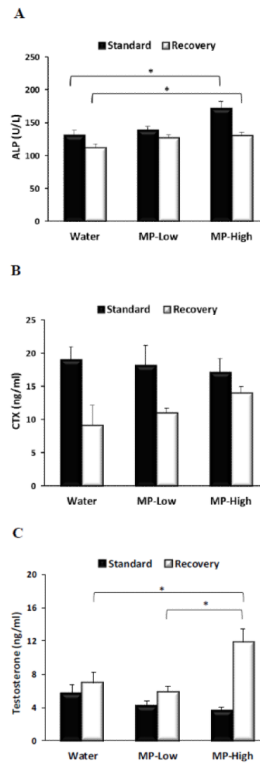 A
Standard Recovery
*
*
ALP (U/L)
250
200
150
100
50
0
Water MP-Low MP-High
B
Standard Recovery
CTX (ng/ml)
25
20
15
10
5
0
Water MP-Low MP-High
C
Standard Recovery
*
*
Testosterone (ng/ml)
20
16
12
8
4
0
Water MP-Low MP-High